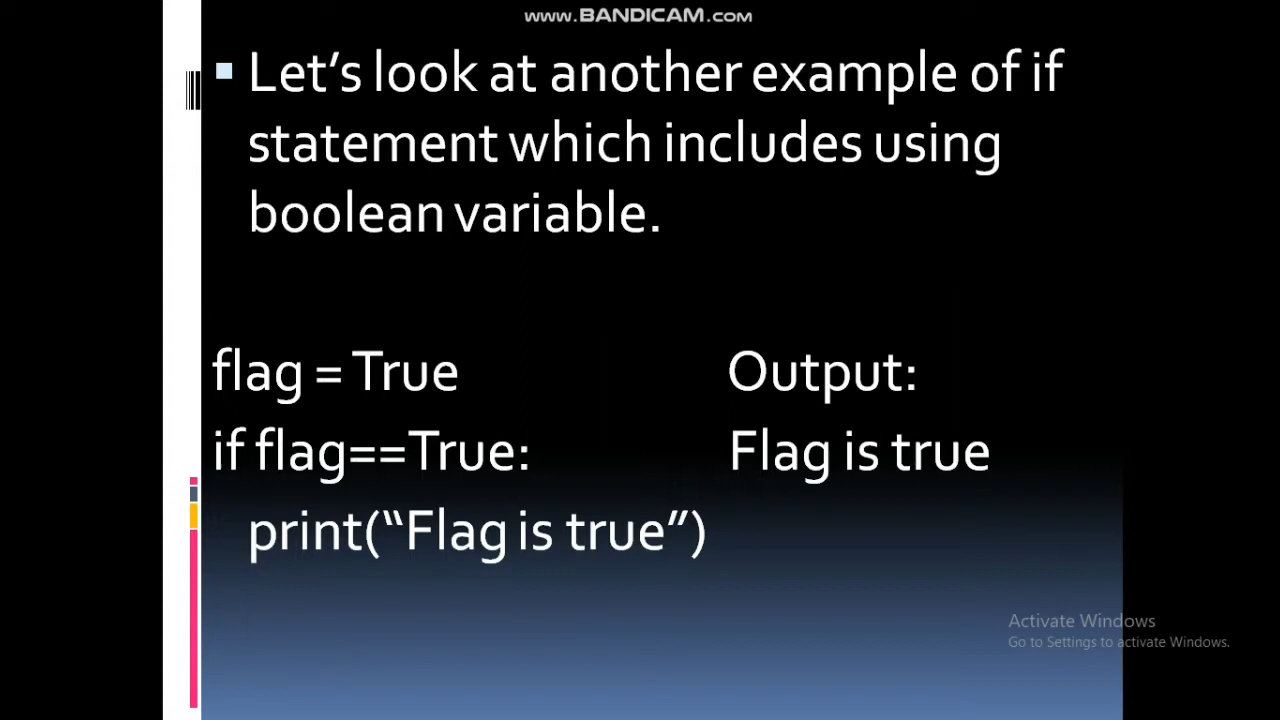 www.BANDICAM.com
Let’s look at another example of if
statement which includes using
boolean variable.
flag = True
Output:
if flag==True:
Flag is true
print(“Flag is true”)
Activate Windows
Go to Settings to activate Windows.